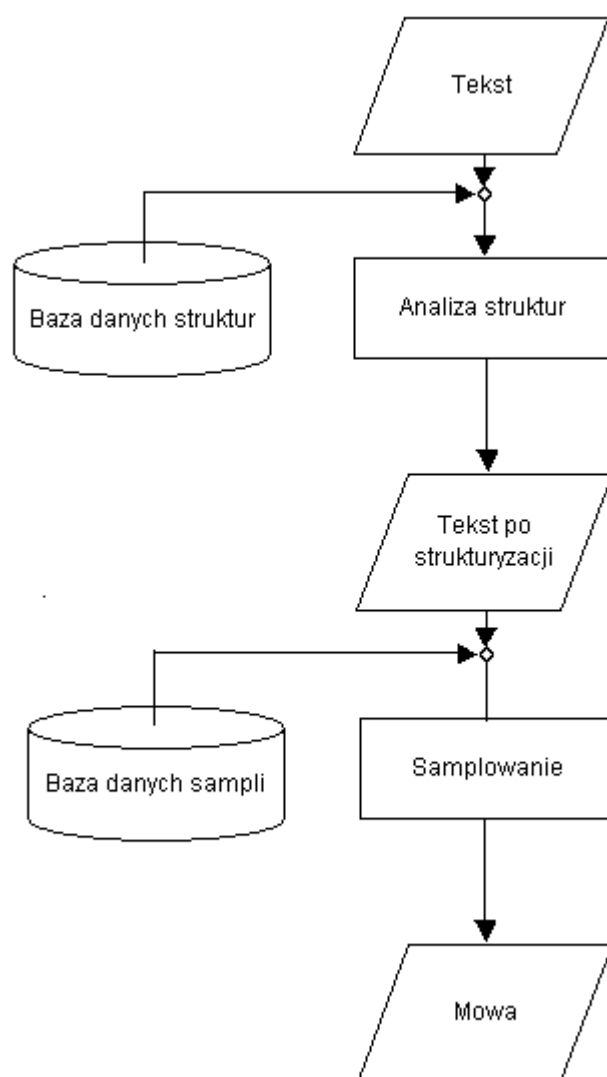 Tekst
Baza danych struktur
Analiza struktur
Tekst po
strukturyzacji
Baza danych sampli
Samplowanie
Mowa